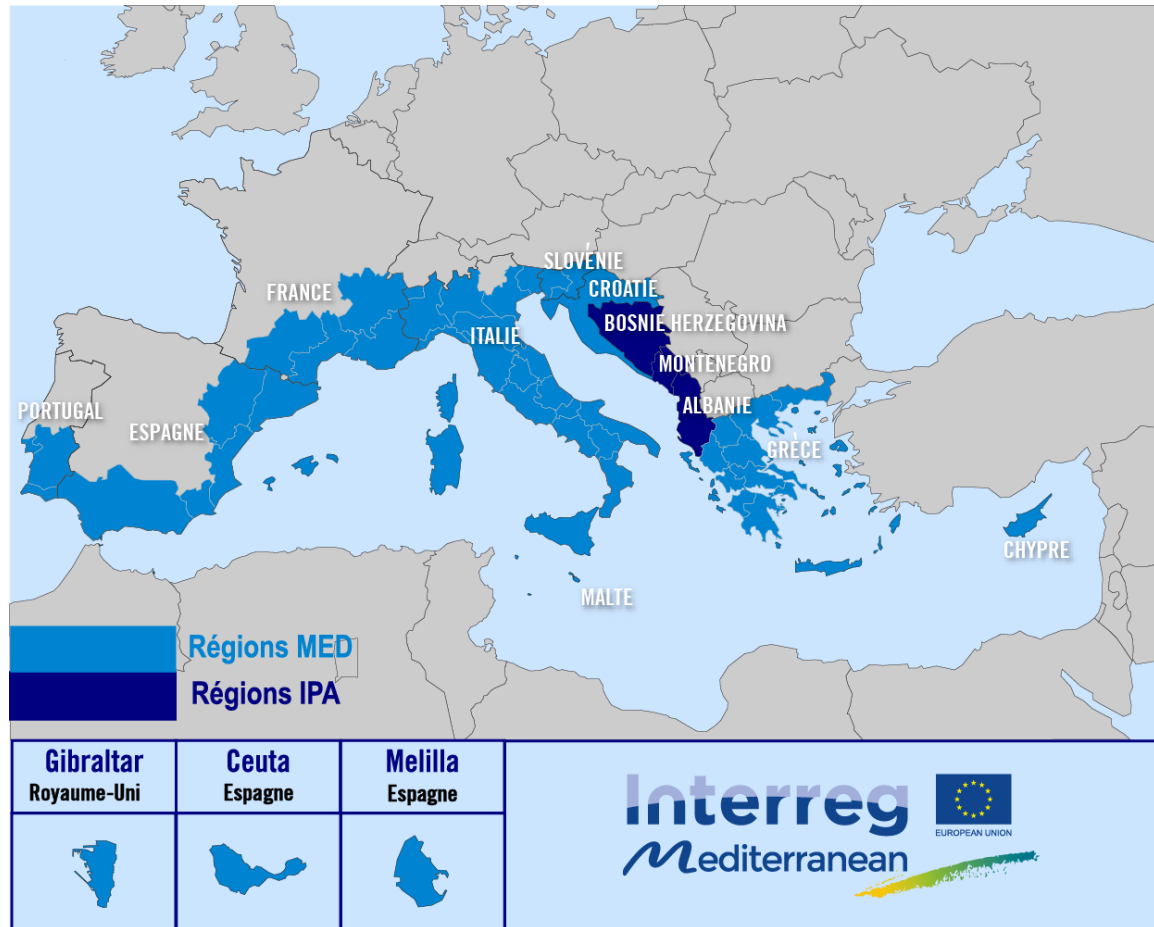 SLOVÉNIE
FRANCE
CROATIE
BOSNIE HERZEGOVINA
ITALIE
MONTENEGRO
PORTUGAL
ESPAGNE
ALBANIE
GRÈCE
CHYPRE
MALTE
Régions MED
Régions IPA
Gibraltar
Royaume-Uni
Ceuta
Espagne
Melilla
Espagne
Interreg
EUROPEAN UNION
Mediterranean